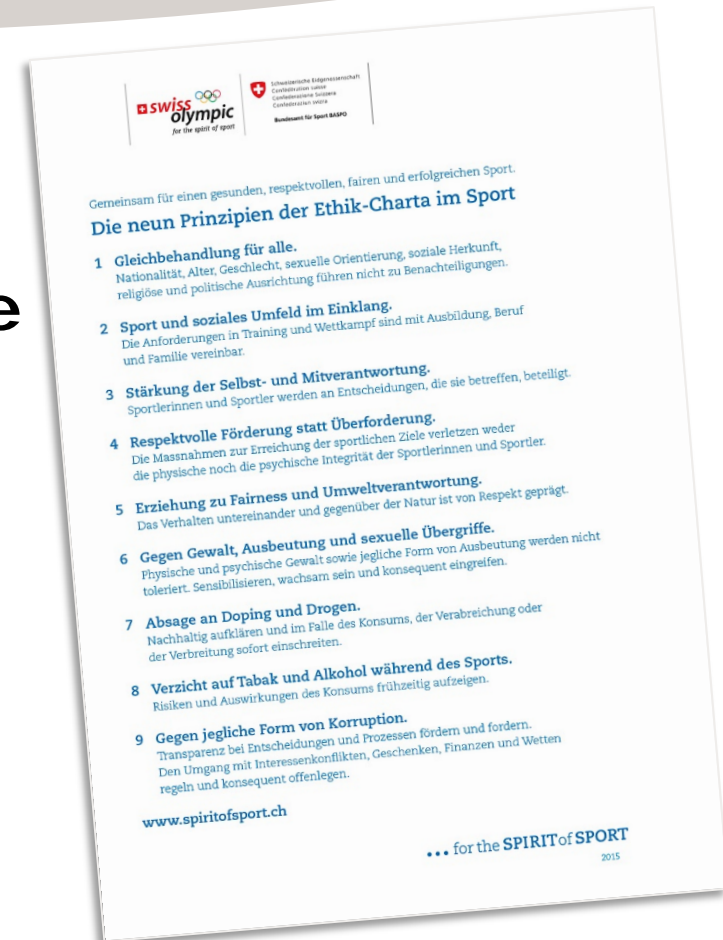 swiss olympic
for the spirit of sport
Schweizerische Eidgenossenschaft
Confédération suisse
Confederazione Svizzera
Confederaziun svizra
Bundesamt für Sport BASPO
Gemeinsam für einen gesunden, respektvollen, fairen und erfolgreichen Sport.
Die neun Prinzipien der Ethik-Charta im Sport
1 Gleichbehandlung für alle.
Nationalität, Alter, Geschlecht, sexuelle Orientierung, soziale Herkunft,
religiöse und politische Ausrichtung führen nicht zu Benachteiligungen.
e
2 Sport und soziales Umfeld im Einklang.
Die Anforderungen in Training und Wettkampf sind mit Ausbildung, Beruf
und Familie vereinbar.
3 Stärkung der Selbst- und Mitverantwortung.
Sportlerinnen und Sportler werden an Entscheidungen, die sie betreffen, beteiligt.
4 Respektvolle Förderung statt Überforderung.
Die Massnahmen zur Erreichung der sportlichen Ziele verletzen weder
die physische noch die psychische Integrität der Sportlerinnen und Sportler.
5 Erziehung zu Fairness und Umweltverantwortung.
Das Verhalten untereinander und gegenüber der Natur ist von Respekt geprägt.
6 Gegen Gewalt, Ausbeutung und sexuelle Übergriffe.
Physische und psychische Gewalt sowie jegliche Form von Ausbeutung werden nicht
toleriert. Sensibilisieren, wachsam sein und konsequent eingreifen.
7 Absage an Doping und Drogen.
Nachhaltig aufklären und im Falle des Konsums, der Verabreichung oder
der Verbreitung sofort einschreiten.
8 Verzicht auf Tabak und Alkohol während des Sports.
Risiken und Auswirkungen des Konsums frühzeitig aufzeigen.
9 Gegen jegliche Form von Korruption.
Transparenz bei Entscheidungen und Prozessen fördern und fordern.
Den Umgang mit Interessenkonflikten, Geschenken, Finanzen und Wetten
regeln und konsequent offenlegen.
www.spiritofsport.ch
... for the SPIRITof SPORT
2015